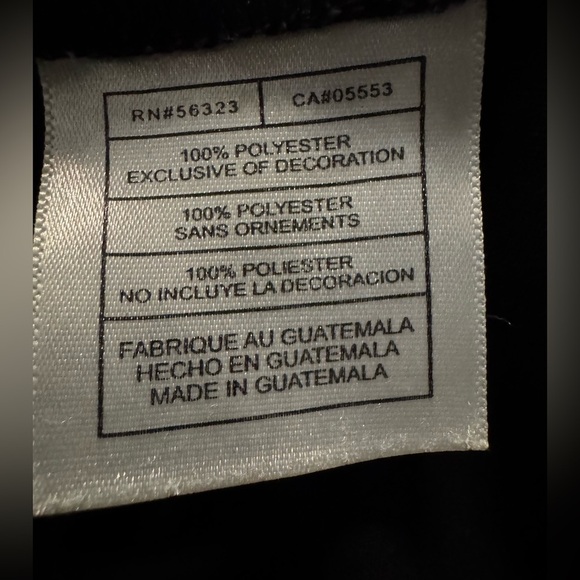 RN#56323 CA#05553
100% POLYESTER
EXCLUSIVE OF DECORATION
100% POLYESTER
SANS ORNEMENTS
100% POLIESTER
NO INCLUYE LA DECORACION
FABRIQUE AU GUATEMALA
HECHO EN GUATEMALA
MADE IN GUATEMALA